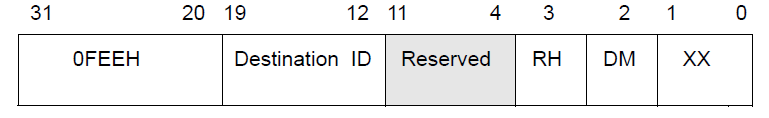 31 20 19 12 11 4 3 2 1 0
0FEEH Destination ID Reserved RH DM XX